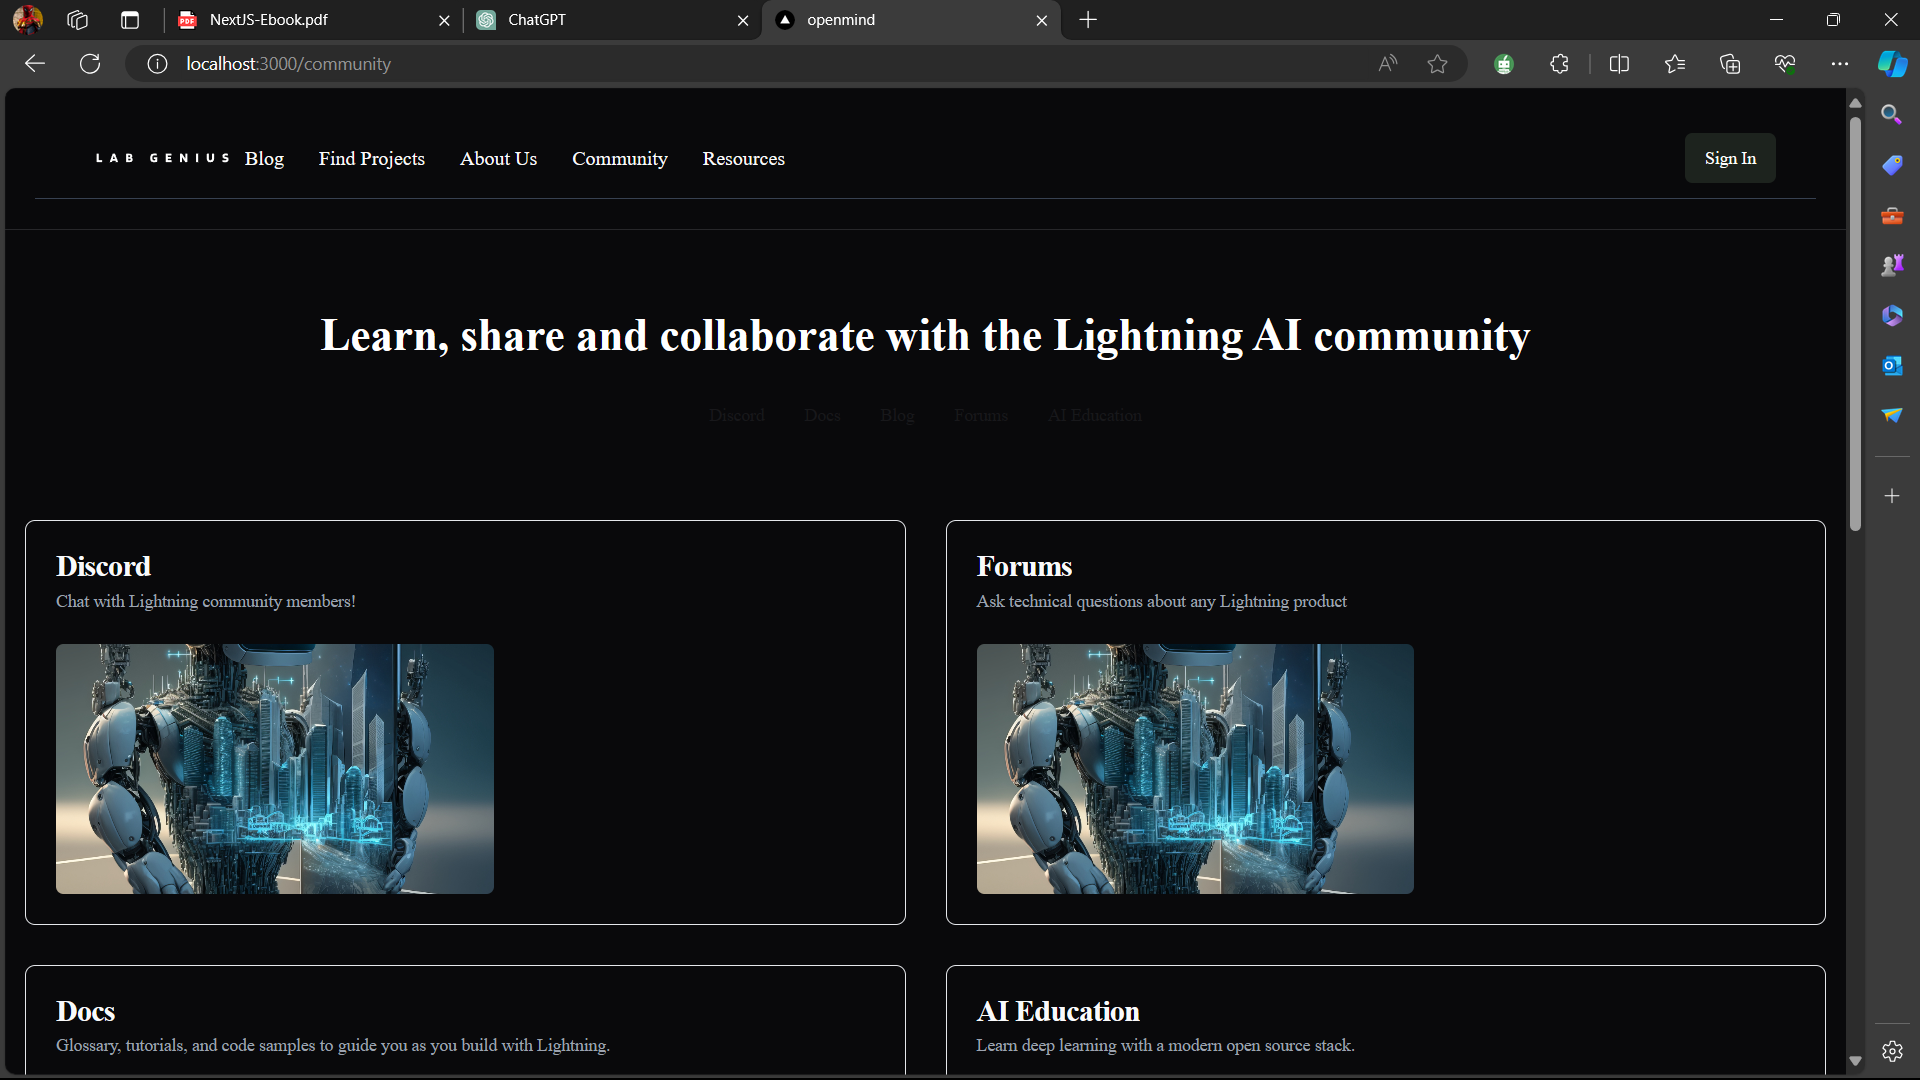 NextJS-Ebook.pdf
ChatGPT
openmind
localhost:3000/community
LAB GENIUS Blog Find Projects About Us Community Resources
Sign In
Learn, share and collaborate with the Lightning AI community
Discord Docs Blog Forums AI Education
Discord
Chat with Lightning community members!
Forums
Ask technical questions about any Lightning product
Docs
Glossary, tutorials, and code samples to guide you as you build with Lightning.
AI Education
Learn deep learning with a modern open source stack.